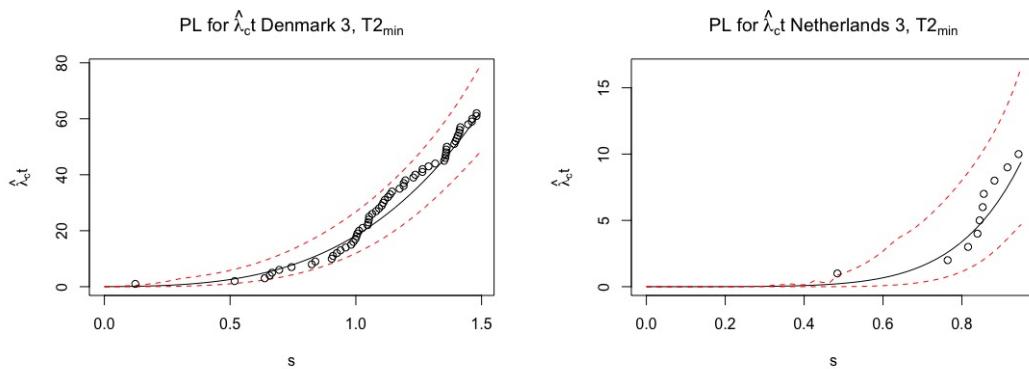 PL for λ̂ct Denmark 3, T2min
80
60
40
20
0
λ̂ct
0.0 0.5 1.0 1.5
s
PL for λ̂ct Netherlands 3, T2min
15
10
5
0
λ̂ct
0.0 0.2 0.4 0.6 0.8
s